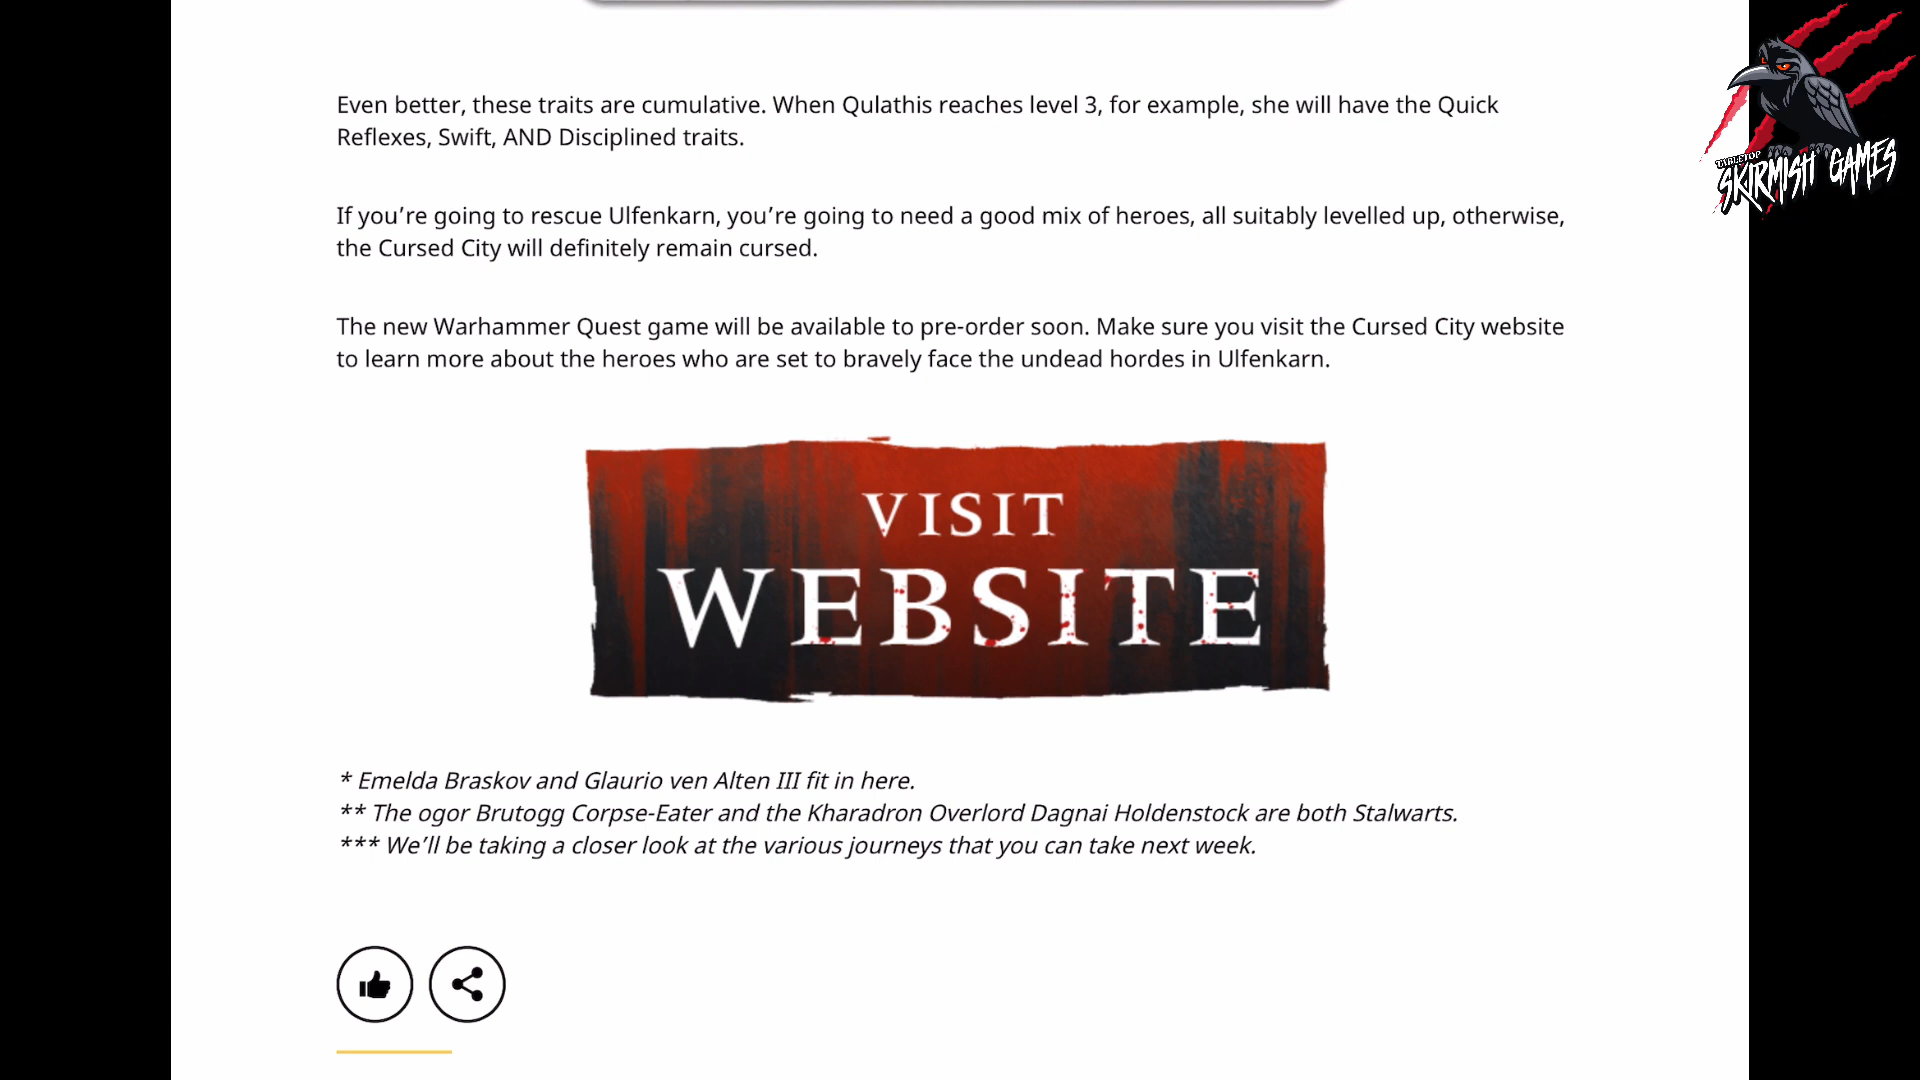 Even better, these traits are cumulative. When Qulathis reaches level 3, for example, she will have the Quick
Reflexes, Swift, AND Disciplined traits.
If you’re going to rescue Ulfenkarn, you’re going to need a good mix of heroes, all suitably levelled up, otherwise,
the Cursed City will definitely remain cursed.
The new Warhammer Quest game will be available to pre-order soon. Make sure you visit the Cursed City website
to learn more about the heroes who are set to bravely face the undead hordes in Ulfenkarn.
VISIT
WEBSITE
* Emelda Braskov and Glaurio ven Alten III fit in here.
** The ogor Brutogg Corpse-Eater and the Kharadron Overlord Dagnai Holdenstock are both Stalwarts.
*** We’ll be taking a closer look at the various journeys that you can take next week.
TABLETOP
SKIRMISH GAMES